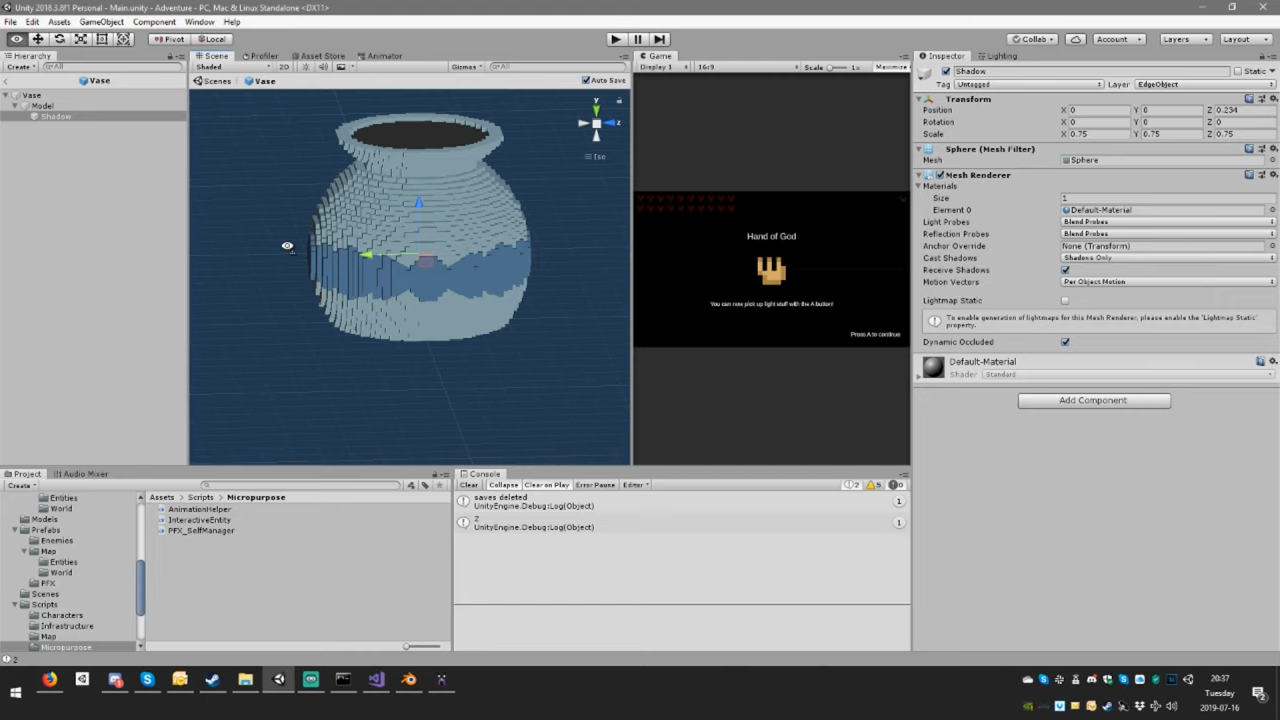 Unity 2018.3.8f1 Personal - Main.unity - Adventure - PC, Mac & Linux Standalone <DX11>
File Edit Assets GameObject Component Window Help
Pivot Local
Collab Account Layers Layout
Hierarchy
Create All
Vase
Vase
Model
Shadow
Scene Profiler Asset Store Animator
Shaded 2D Gizmos All
Scenes Vase Auto Save
y
z
Iso
Game
Display 1 16:9 Scale 1x Maximize
Hand of God
You can now pick up light stuff with the A button!
Press A to continue
Inspector Lighting
Shadow Static
Tag Untagged Layer EdgeObject
Transform
Position X 0 Y 0 Z 0.234
Rotation X 0 Y 0 Z 0
Scale X 0.75 Y 0.75 Z 0.75
Sphere (Mesh Filter)
Mesh Sphere
Mesh Renderer
Materials
Size 1
Element 0 Default-Material
Light Probes Blend Probes
Reflection Probes Blend Probes
Anchor Override None (Transform)
Cast Shadows Shadows Only
Receive Shadows
Motion Vectors Per Object Motion
Lightmap Static
To enable generation of lightmaps for this Mesh Renderer, please enable the 'Lightmap Static' property.
Dynamic Occluded
Default-Material
Shader Standard
Add Component
Project Audio Mixer
Create
Entities
World
Models
Prefabs
Enemies
Map
Entities
World
PFX
Scenes
Scripts
Characters
Infrastructure
Map
Micropurpose
Assets Scripts Micropurpose
AnimationHelper
InteractiveEntity
PFX_SelfManager
Console
Clear Collapse Clear on Play Error Pause Editor 2 5 0
saves deleted
UnityEngine.Debug:Log(Object) 1
2
UnityEngine.Debug:Log(Object) 1
2
20:37
Tuesday
2019-07-16
2